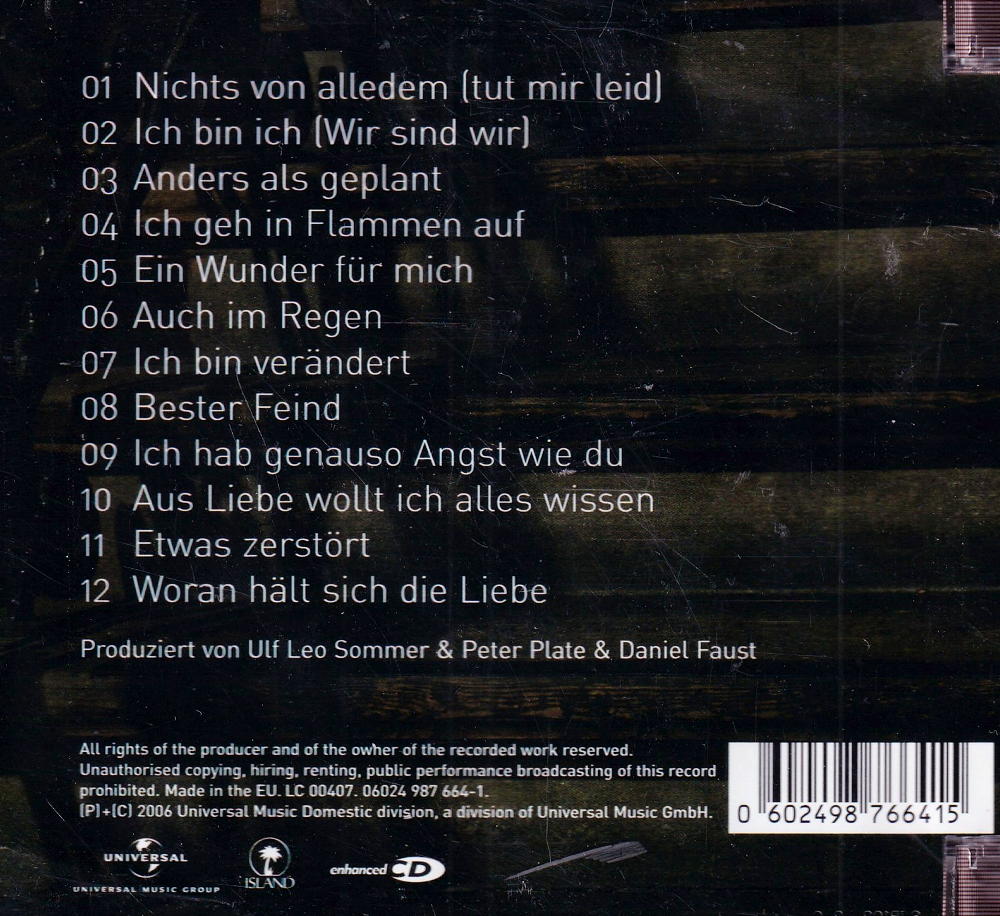 01 Nichts von alledem (tut mir leid)
02 Ich bin ich (Wir sind wir)
03 Anders als geplant
04 Ich geh in Flammen auf
05 Ein Wunder für mich
06 Auch im Regen
07 Ich bin verändert
08 Bester Feind
09 Ich hab genauso Angst wie du
10 Aus Liebe wollt ich alles wissen
11 Etwas zerstört
12 Woran hält sich die Liebe
Produziert von Ulf Leo Sommer & Peter Plate & Daniel Faust
All rights of the producer and of the owner of the recorded work reserved.
Unauthorised copying, hiring, renting, public performance broadcasting of this record
prohibited. Made in the EU. LC 00407. 06024 987 664-1.
(P)+(C) 2006 Universal Music Domestic division, a division of Universal Music GmbH.
0 602498 766415
UNIVERSAL
UNIVERSAL MUSIC GROUP
ISLAND
enhanced CD